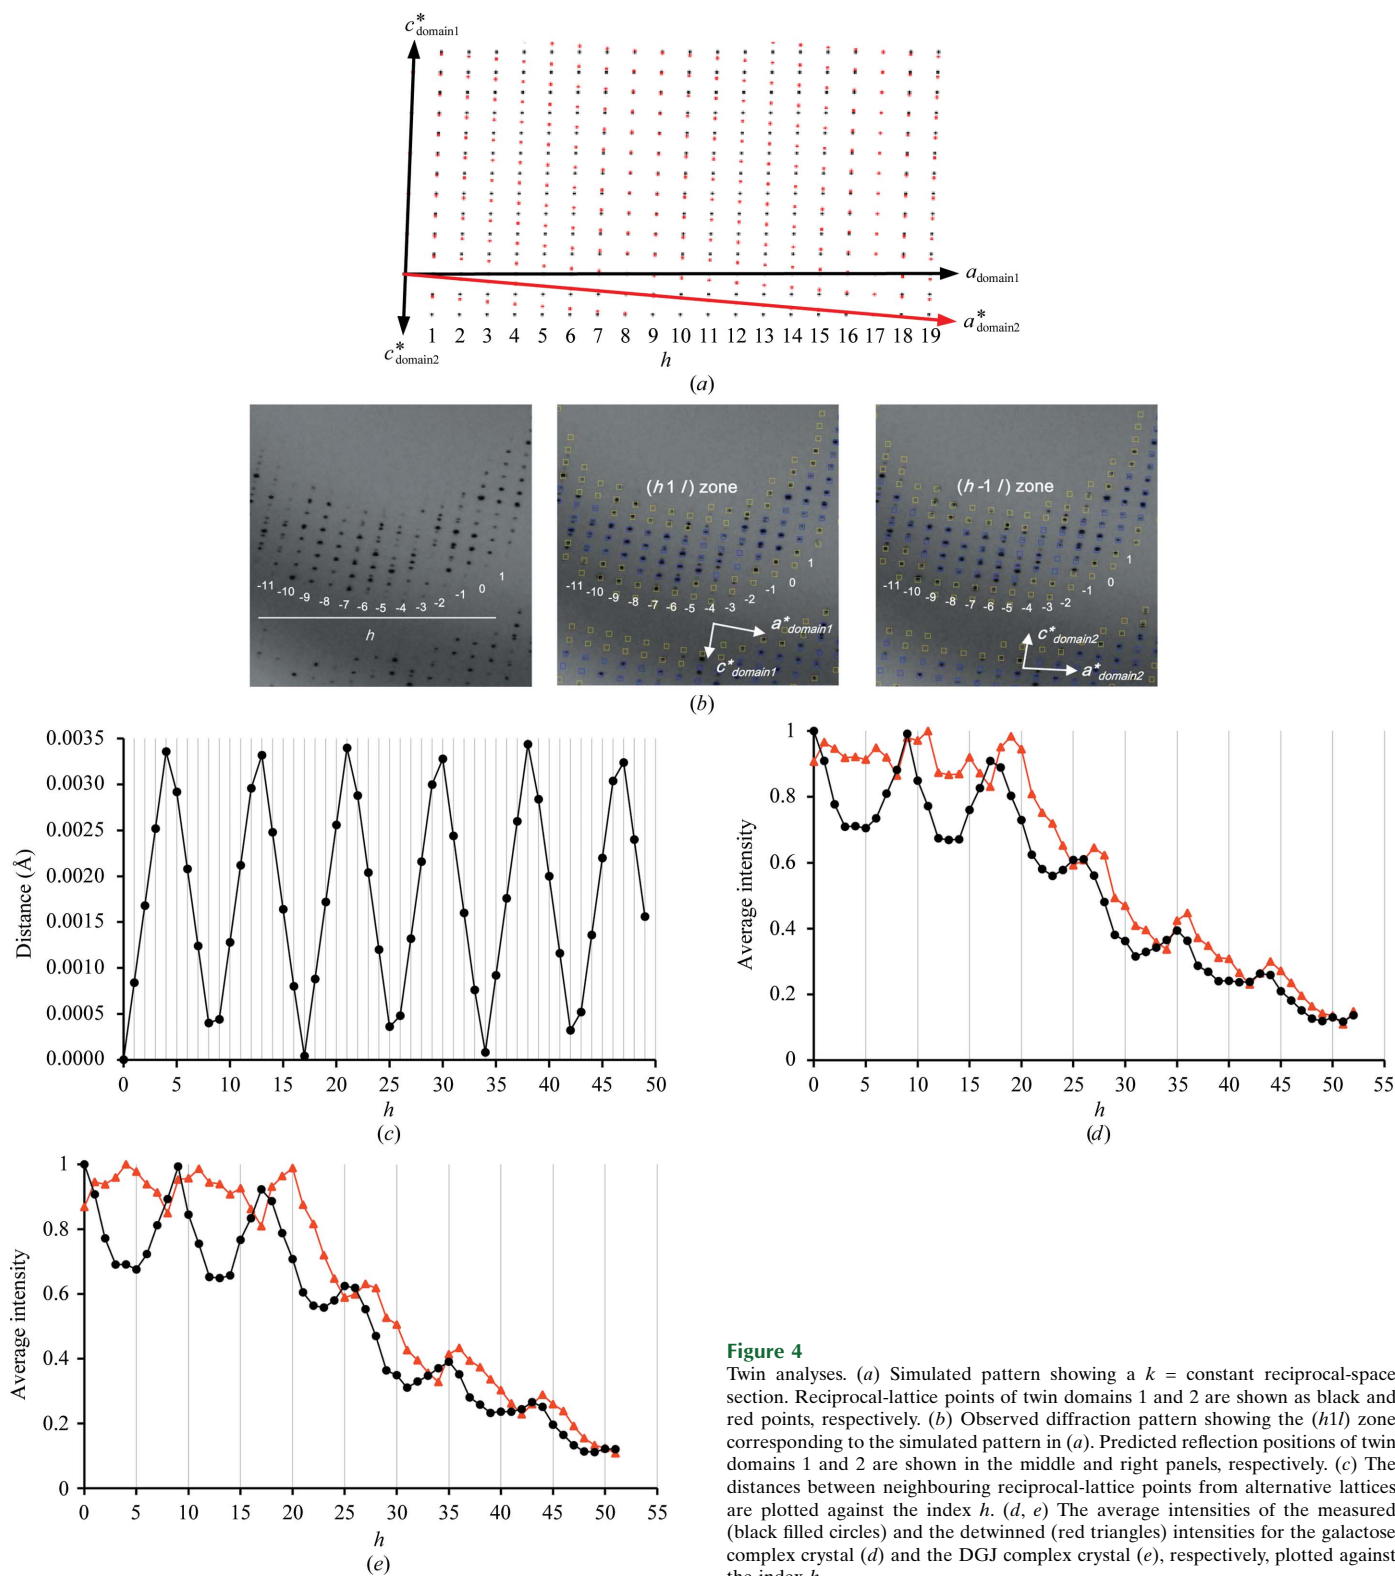 c*domain1
a domain1
a*domain2
c*domain2
1 2 3 4 5 6 7 8 9 10 11 12 13 14 15 16 17 18 19
h
(a)
(h 1 l) zone
(h -1 l) zone
-11 -10 -9 -8 -7 -6 -5 -4 -3 -2 -1 0 1
h
-11 -10 -9 -8 -7 -6 -5 -4 -3 -2 -1 0 1
a*domain1
c*domain1
-11 -10 -9 -8 -7 -6 -5 -4 -3 -2 -1 0 1
c*domain2
a*domain2
(b)
0.0035
0.0030
0.0025
0.0020
0.0015
0.0010
0.0005
0.0000
Distance (Å)
0 5 10 15 20 25 30 35 40 45 50
h
(c)
1
0.8
0.6
0.4
0.2
0
Average intensity
0 5 10 15 20 25 30 35 40 45 50 55
h
(d)
1
0.8
0.6
0.4
0.2
0
Average intensity
0 5 10 15 20 25 30 35 40 45 50 55
h
(e)
Figure 4
Twin analyses. (a) Simulated pattern showing a k = constant reciprocal-space
section. Reciprocal-lattice points of twin domains 1 and 2 are shown as black and
red points, respectively. (b) Observed diffraction pattern showing the (h1l) zone
corresponding to the simulated pattern in (a). Predicted reflection positions of twin
domains 1 and 2 are shown in the middle and right panels, respectively. (c) The
distances between neighbouring reciprocal-lattice points from alternative lattices
are plotted against the index h. (d, e) The average intensities of the measured
(black filled circles) and the detwinned (red triangles) intensities for the galactose
complex crystal (d) and the DGJ complex crystal (e), respectively, plotted against
the index h.